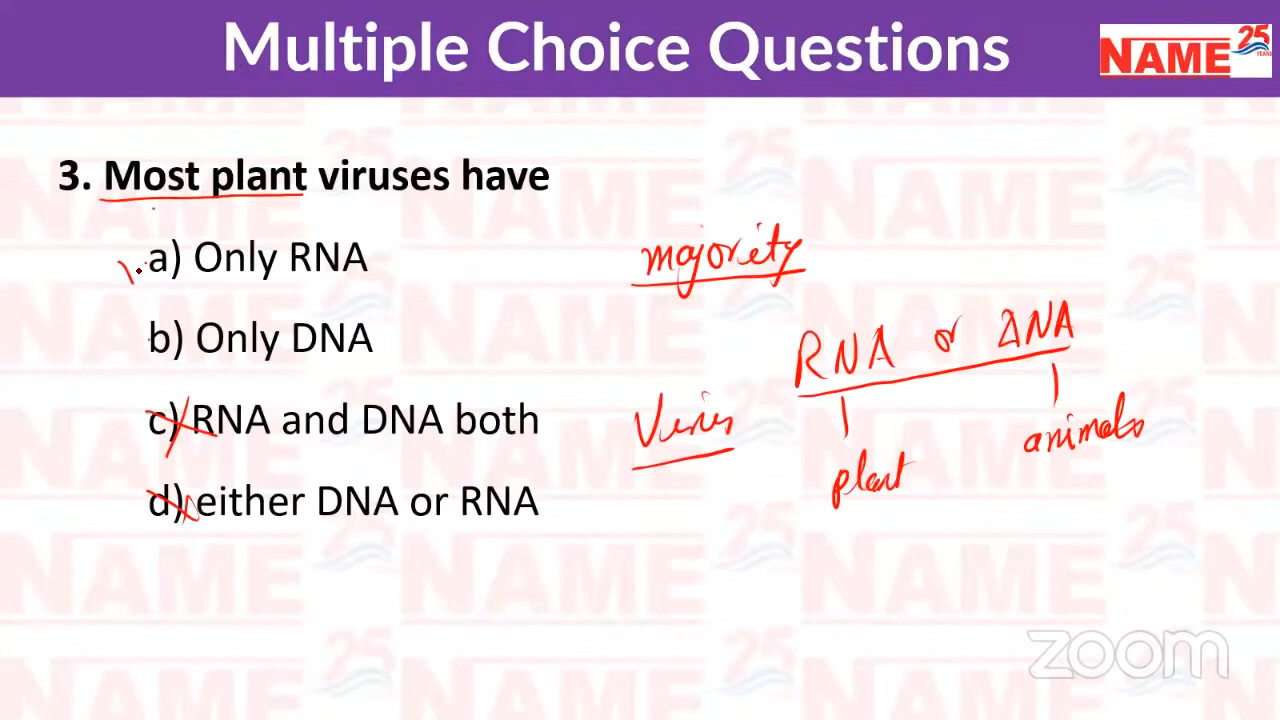 Multiple Choice Questions
NAME 25 YEARS
3. Most plant viruses have
a) Only RNA
majority
b) Only DNA
RNA or DNA
c) RNA and DNA both
Virus
plant
animals
d) either DNA or RNA
zoom